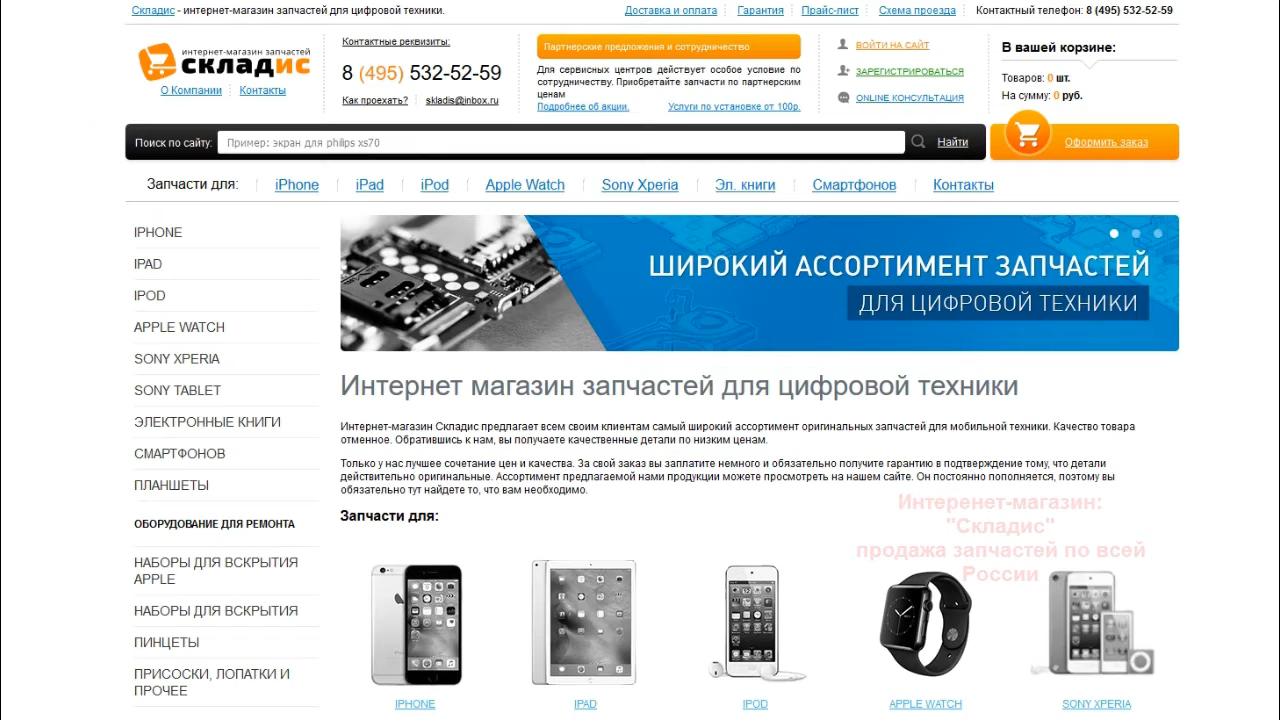 Складис - интернет-магазин запчастей для цифровой техники.
Доставка и оплата
Гарантия
Прайс-лист
Схема проезда
Контактный телефон: 8 (495) 532-52-59
интернет-магазин запчастей
складис
О Компании
Контакты
Контактные реквизиты:
8 (495) 532-52-59
Как проехать?
skladis@inbox.ru
Партнерские предложения и сотрудничество
Для сервисных центров действует особое условие по
сотрудничеству. Приобретайте запчасти по партнерским
ценам
Подробнее об акции.
Услуги по установке от 100р.
ВОЙТИ НА САЙТ
ЗАРЕГИСТРИРОВАТЬСЯ
ONLINE КОНСУЛЬТАЦИЯ
В вашей корзине:
Товаров: 0 шт.
На сумму: 0 руб.
Поиск по сайту:
Пример: экран для philips xs70
Найти
Оформить заказ
Запчасти для:
iPhone
iPad
iPod
Apple Watch
Sony Xperia
Эл. книги
Смартфонов
Контакты
IPHONE
IPAD
IPOD
APPLE WATCH
SONY XPERIA
SONY TABLET
ЭЛЕКТРОННЫЕ КНИГИ
СМАРТФОНОВ
ПЛАНШЕТЫ
ОБОРУДОВАНИЕ ДЛЯ РЕМОНТА
НАБОРЫ ДЛЯ ВСКРЫТИЯ
APPLE
НАБОРЫ ДЛЯ ВСКРЫТИЯ
ПИНЦЕТЫ
ПРИСОСКИ, ЛОПАТКИ И
ПРОЧЕЕ
ШИРОКИЙ АССОРТИМЕНТ ЗАПЧАСТЕЙ
ДЛЯ ЦИФРОВОЙ ТЕХНИКИ
Интернет магазин запчастей для цифровой техники
Интернет-магазин Складис предлагает всем своим клиентам самый широкий ассортимент оригинальных запчастей для мобильной техники. Качество товара
отменное. Обратившись к нам, вы получаете качественные детали по низким ценам.
Только у нас лучшее сочетание цен и качества. За свой заказ вы заплатите немного и обязательно получите гарантию в подтверждение тому, что детали
действительно оригинальные. Ассортимент предлагаемой нами продукции можете просмотреть на нашем сайте. Он постоянно пополняется, поэтому вы
обязательно тут найдете то, что вам необходимо.
Запчасти для:
Интеренет-магазин:
"Складис"
продажа запчастей по всей
России
IPHONE
IPAD
IPOD
APPLE WATCH
SONY XPERIA